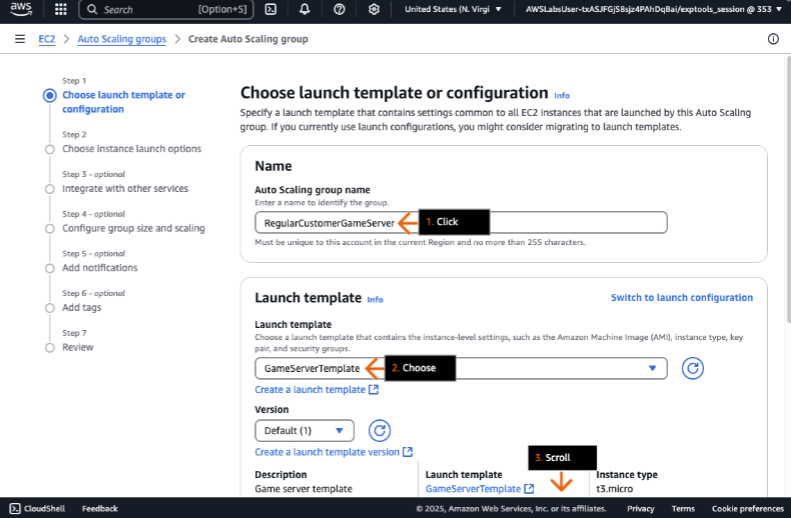 aws
Search [Option+S]
United States (N. Virgi
AWSLabsUser-txASJFGjS8sjz4PAhDqBai/exptools_session @ 353
EC2 > Auto Scaling groups > Create Auto Scaling group
Step 1
Choose launch template or
configuration
Step 2
Choose instance launch options
Step 3 - optional
Integrate with other services
Step 4 - optional
Configure group size and scaling
Step 5 - optional
Add notifications
Step 6 - optional
Add tags
Step 7
Review
Choose launch template or configuration Info
Specify a launch template that contains settings common to all EC2 instances that are launched by this Auto Scaling
group. If you currently use launch configurations, you might consider migrating to launch templates.
Name
Auto Scaling group name
Enter a name to identify the group.
RegularCustomerGameServer
1. Click
Must be unique to this account in the current Region and no more than 255 characters.
Launch template Info
Switch to launch configuration
Launch template
Choose a launch template that contains the instance-level settings, such as the Amazon Machine Image (AMI), instance type, key
pair, and security groups.
GameServerTemplate
2. Choose
Create a launch template
Version
Default (1)
Create a launch template version
3. Scroll
Description
Game server template
Launch template
GameServerTemplate
Instance type
t3.micro
CloudShell Feedback
© 2025, Amazon Web Services, Inc. or its affiliates. Privacy Terms Cookie preferences